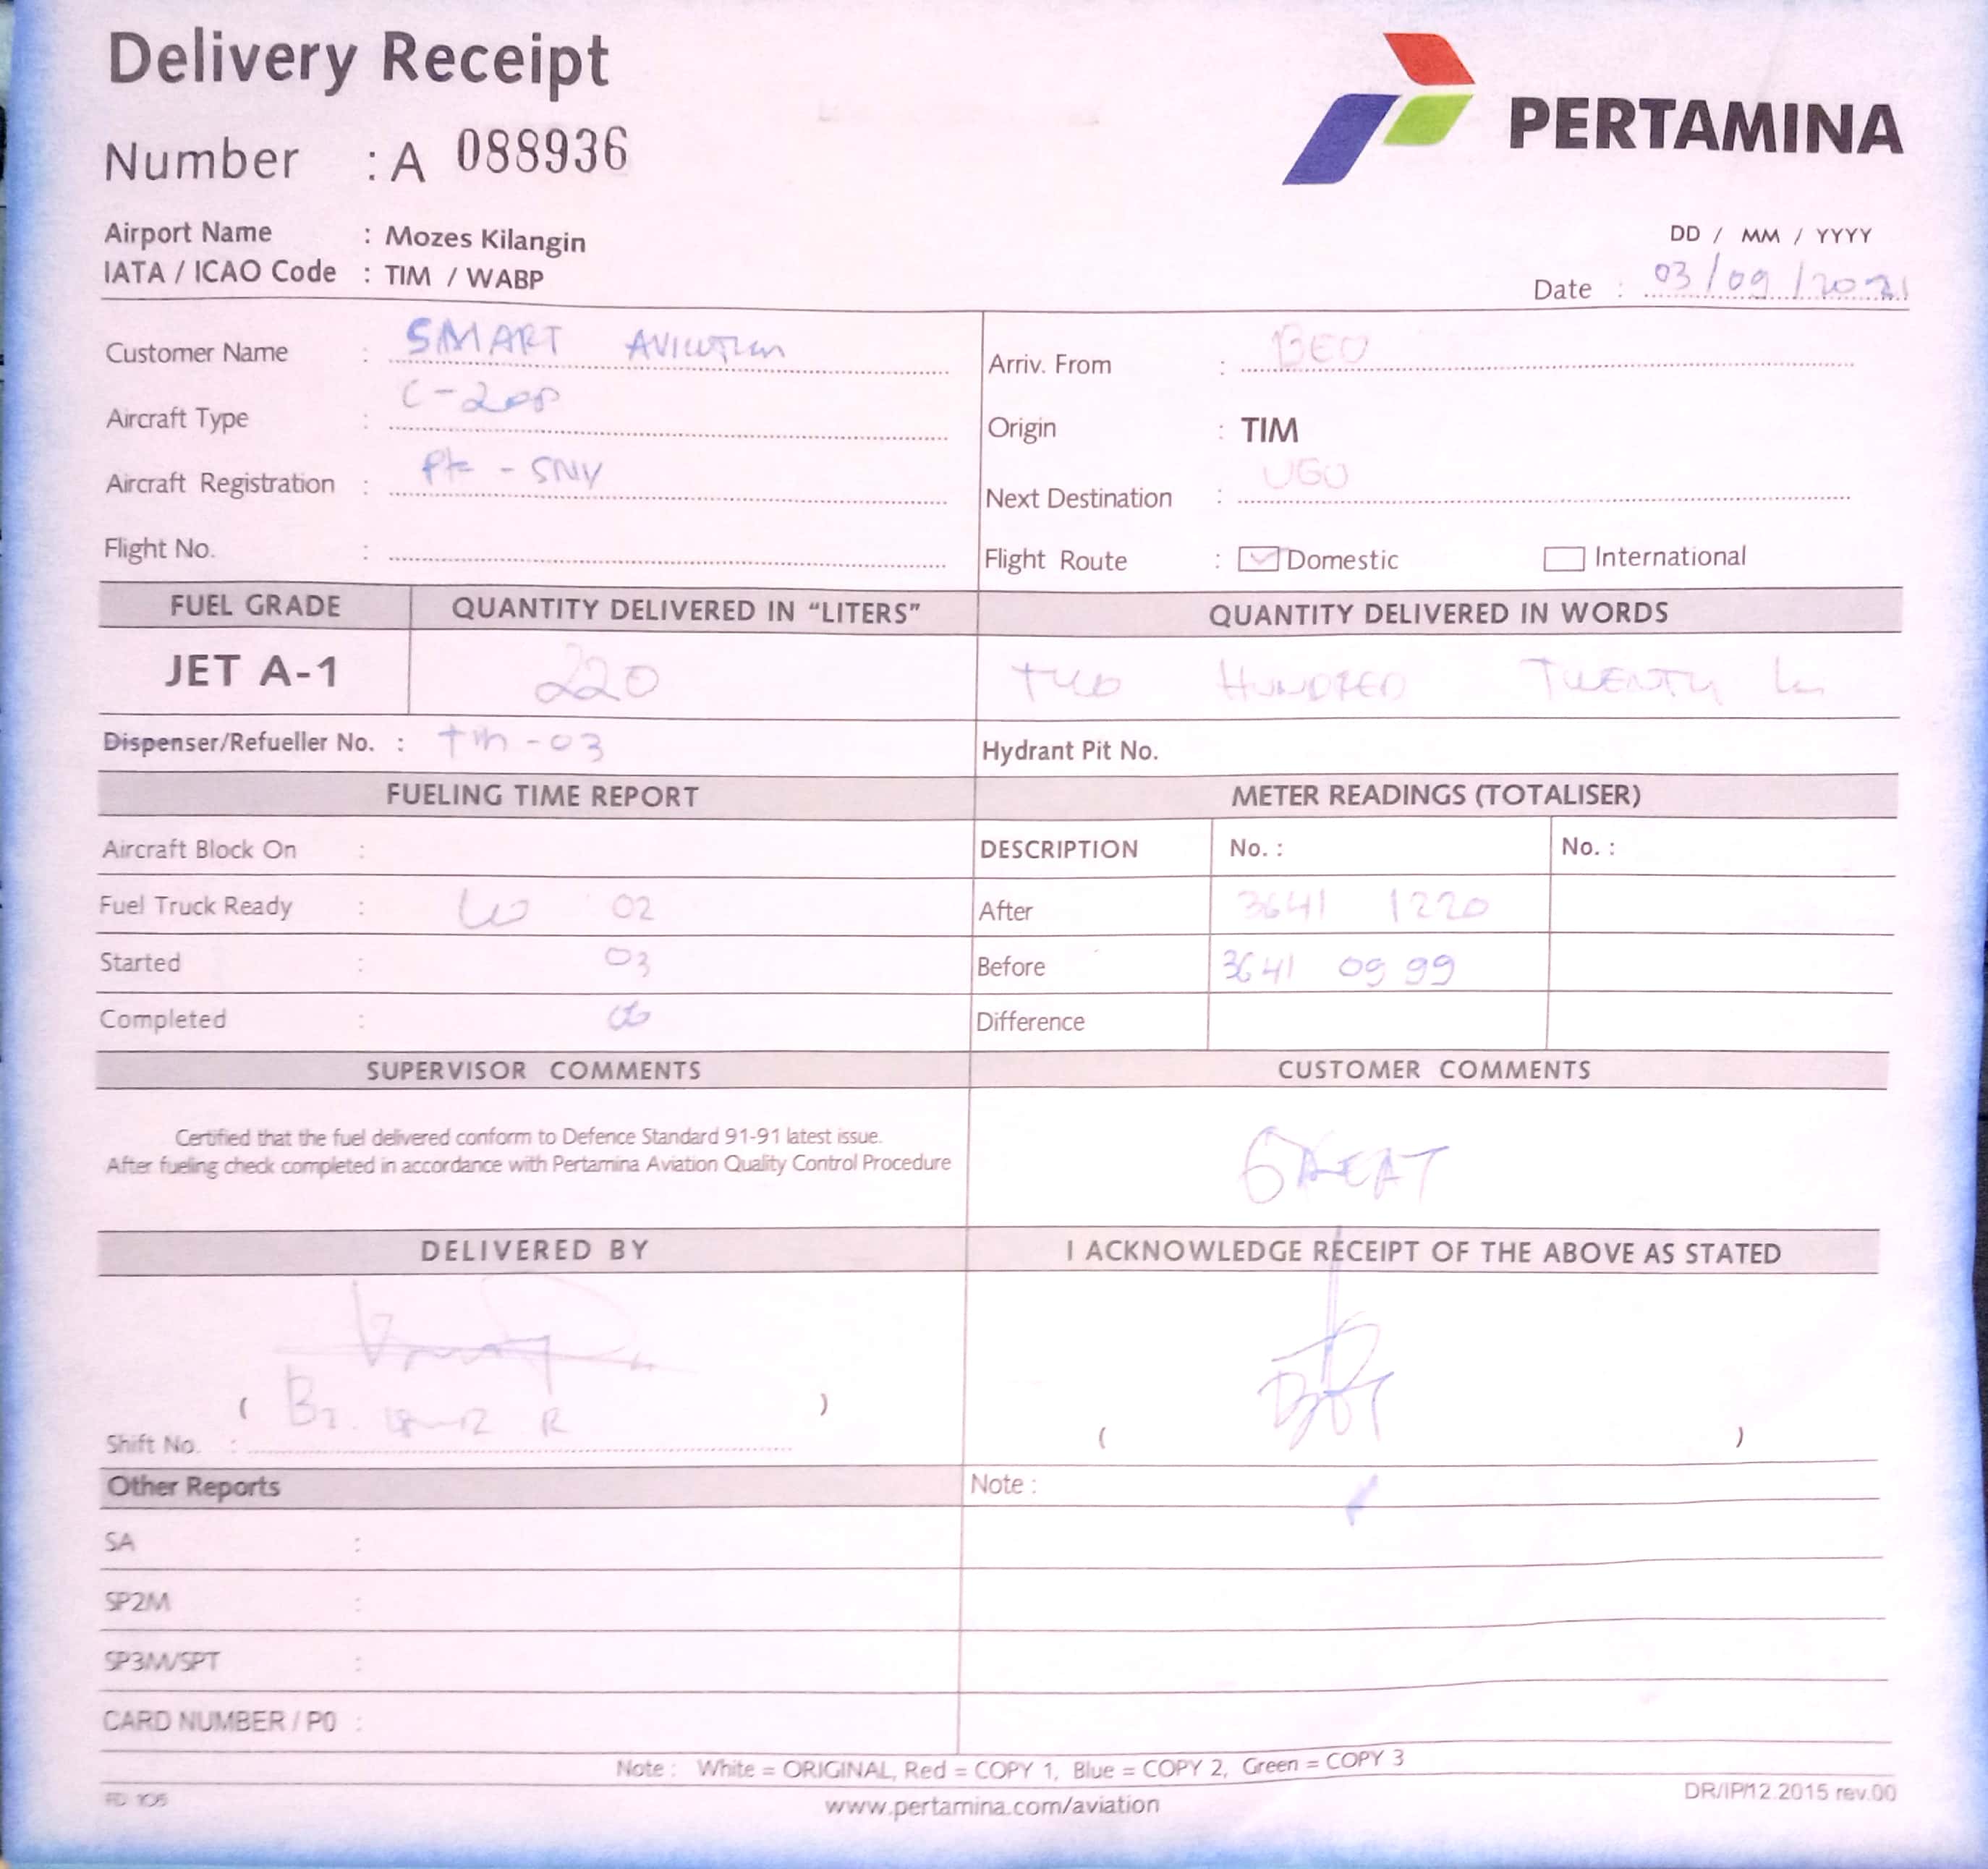 Delivery Receipt
PERTAMINA
Number : A 088936
Airport Name : Mozes Kilangin
IATA / ICAO Code : TIM / WABP
DD / MM / YYYY
Date : 03/09/2021
Customer Name : SMART AVIATION
Arriv. From : BEO
Aircraft Type : C-208
Origin : TIM
Aircraft Registration : PK-SNV
Next Destination : UGU
Flight No. :
Flight Route : Domestic International
FUEL GRADE QUANTITY DELIVERED IN "LITERS" QUANTITY DELIVERED IN WORDS
JET A-1 220 TWO HUNDRED TWENTY
Dispenser/Refueller No. : TIM-03 Hydrant Pit No.
FUELING TIME REPORT METER READINGS (TOTALISER)
Aircraft Block On : DESCRIPTION No. : No. :
Fuel Truck Ready : 02 After 3641 1220
Started : 03 Before 3641 0999
Completed : Difference
SUPERVISOR COMMENTS CUSTOMER COMMENTS
Certified that the fuel delivered conform to Defence Standard 91-91 latest issue.
After fueling check completed in accordance with Pertamina Aviation Quality Control Procedure
GREAT
DELIVERED BY I ACKNOWLEDGE RECEIPT OF THE ABOVE AS STATED
( )
Shift No. : ( )
Other Reports Note :
SA :
SP2M :
SP3M/SPT :
CARD NUMBER / PO :
Note : White = ORIGINAL, Red = COPY 1, Blue = COPY 2, Green = COPY 3
FD 105 www.pertamina.com/aviation DR/IP/12.2015 rev.00